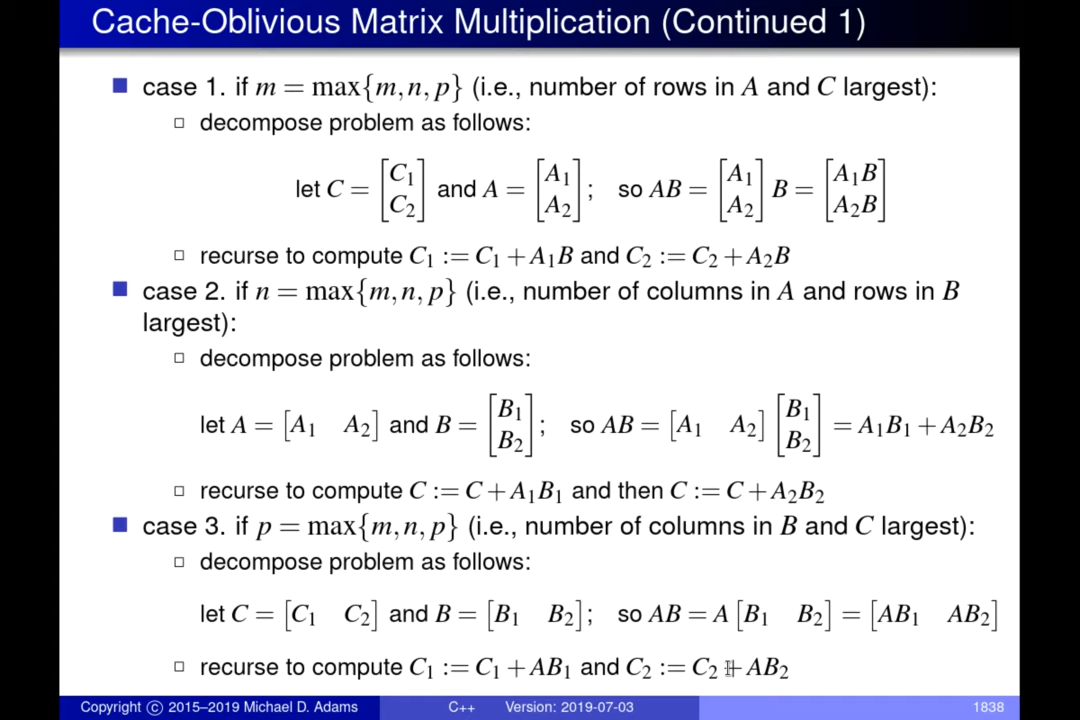 Cache-Oblivious Matrix Multiplication (Continued 1)
case 1. if m = max{m,n,p} (i.e., number of rows in A and C largest):
decompose problem as follows:
let C = [C₁ C₂] and A = [A₁ A₂]; so AB = [A₁ A₂] B = [A₁B A₂B]
recurse to compute C₁ := C₁ + A₁B and C₂ := C₂ + A₂B
case 2. if n = max{m,n,p} (i.e., number of columns in A and rows in B
largest):
decompose problem as follows:
let A = [A₁ A₂] and B = [B₁ B₂]; so AB = [A₁ A₂] [B₁ B₂] = A₁B₁ + A₂B₂
recurse to compute C := C + A₁B₁ and then C := C + A₂B₂
case 3. if p = max{m,n,p} (i.e., number of columns in B and C largest):
decompose problem as follows:
let C = [C₁ C₂] and B = [B₁ B₂]; so AB = A [B₁ B₂] = [AB₁ AB₂]
recurse to compute C₁ := C₁ + AB₁ and C₂ := C₂ + AB₂
Copyright © 2015–2019 Michael D. Adams C++ Version: 2019-07-03 1838